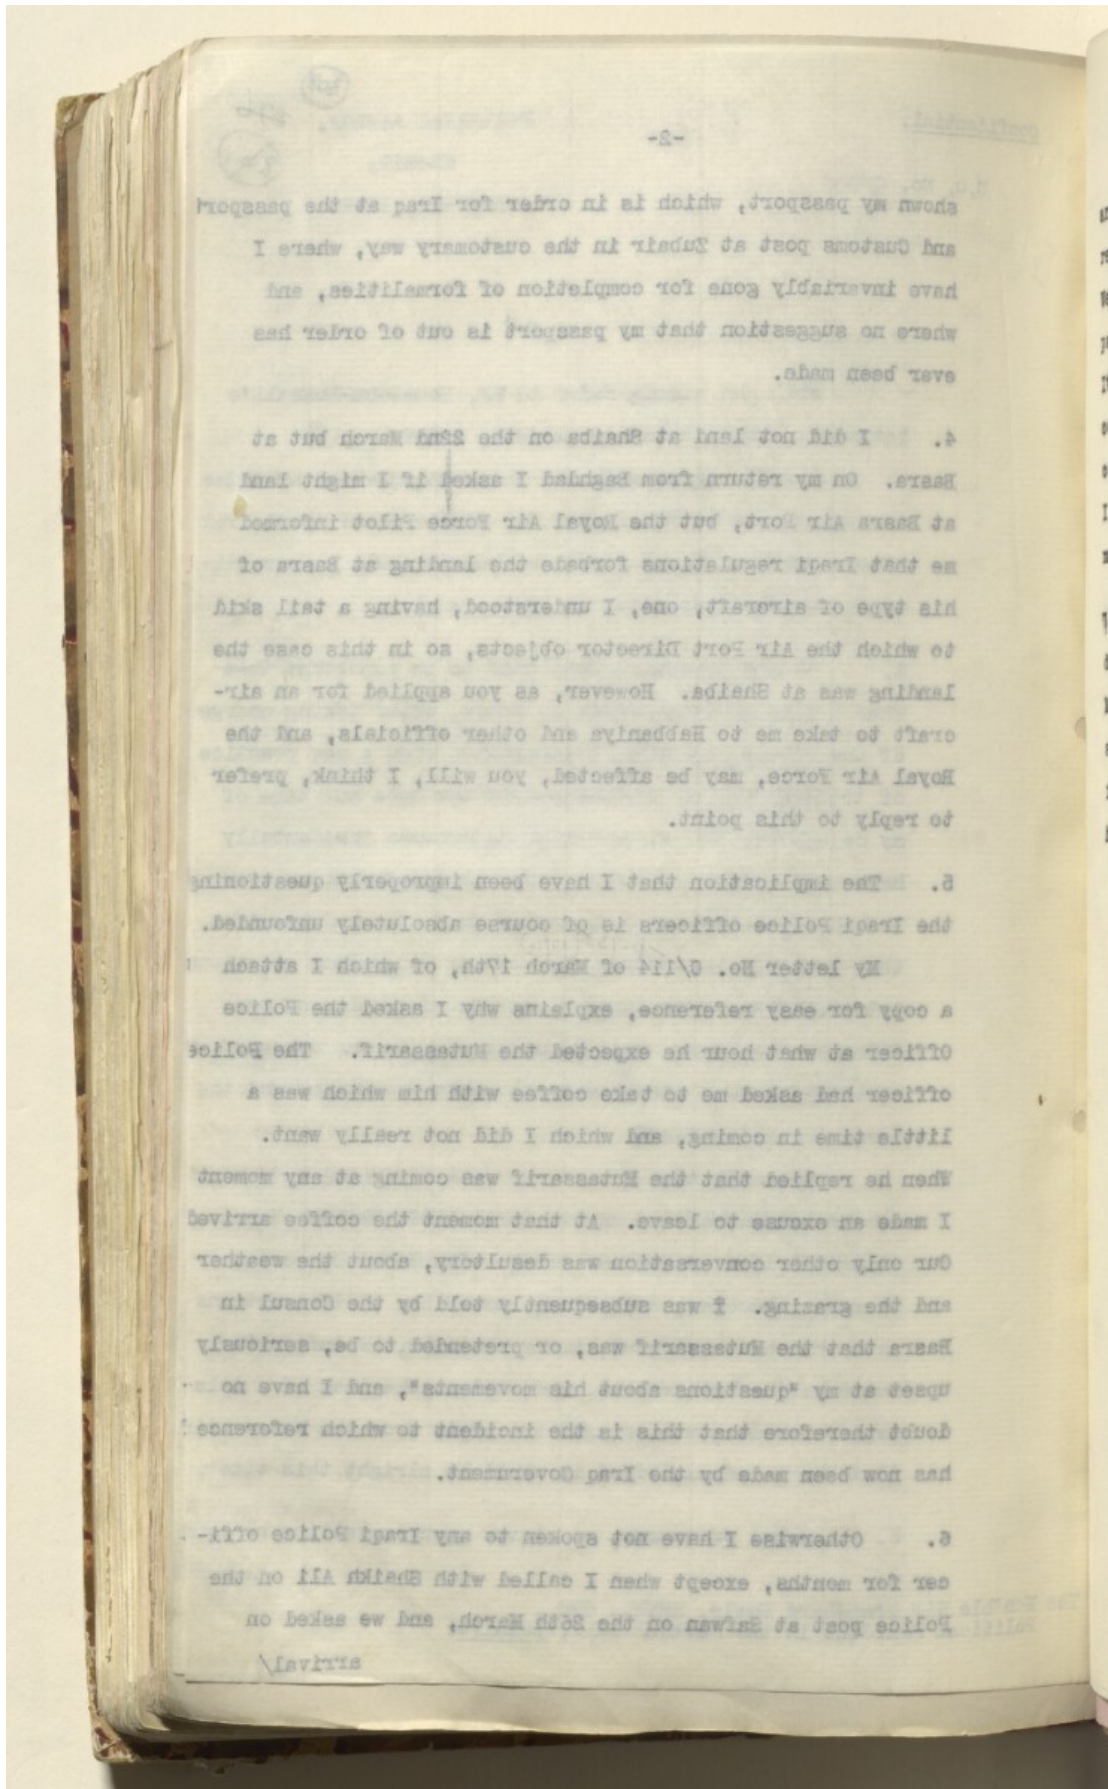 -2-
shown my passport, which is in order for Iraq at the passport
and Customs post at Zubair in the customary way, where I
have invariably gone for completion of formalities, and
where no suggestion that my passport is out of order has
ever been made.
4. I did not land at Shaiba on the 22nd March but at
Basra. On my return from Baghdad I asked if I might land
at Basra Air Port, but the Royal Air Force Pilot informed
me that Iraqi regulations forbade the landing at Basra of
his type of aircraft, one, I understood, having a tail skid
to which the Air Port Director objects, so in this case the
landing was at Shaiba. However, as you applied for an air-
craft to take me to Habbaniya and other officials, and the
Royal Air Force, may be affected, you will, I think, prefer
to reply to this point.
5. The implication that I have been improperly questioning
the Iraqi Police officers is of course absolutely unfounded.
My letter No. C/114 of March 17th, of which I attach
a copy for easy reference, explains why I asked the Police
Officer at what hour he expected the Mutassarif. The Police
officer had asked me to take coffee with him which was a
little time in coming, and which I did not really want.
When he replied that the Mutassarif was coming at any moment
I made an excuse to leave. At that moment the coffee arrived
Our only other conversation was desultory, about the weather
and the grazing. I was subsequently told by the Consul in
Basra that the Mutassarif was, or pretended to be, seriously
upset at my "questions about his movements", and I have no
doubt therefore that this is the incident to which reference
has now been made by the Iraq Government.
6. Otherwise I have not spoken to any Iraqi Police offi-
cer for months, except when I called with Shaikh Ali on the
Police post at Safwan on the 26th March, and we asked on
arrival/
Confidential.